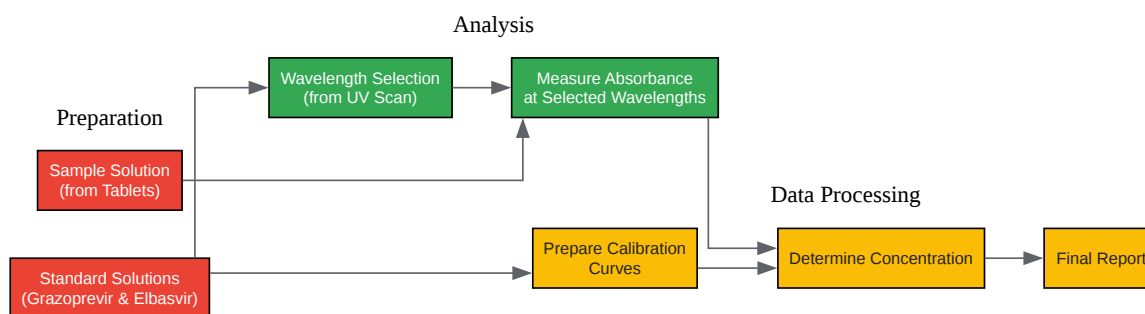 Analysis
Wavelength Selection
(from UV Scan)
Measure Absorbance
at Selected Wavelengths
Preparation
Sample Solution
(from Tablets)
Data Processing
Standard Solutions
(Grazoprevir & Elbasvir)
Prepare Calibration
Curves
Determine Concentration
Final Report